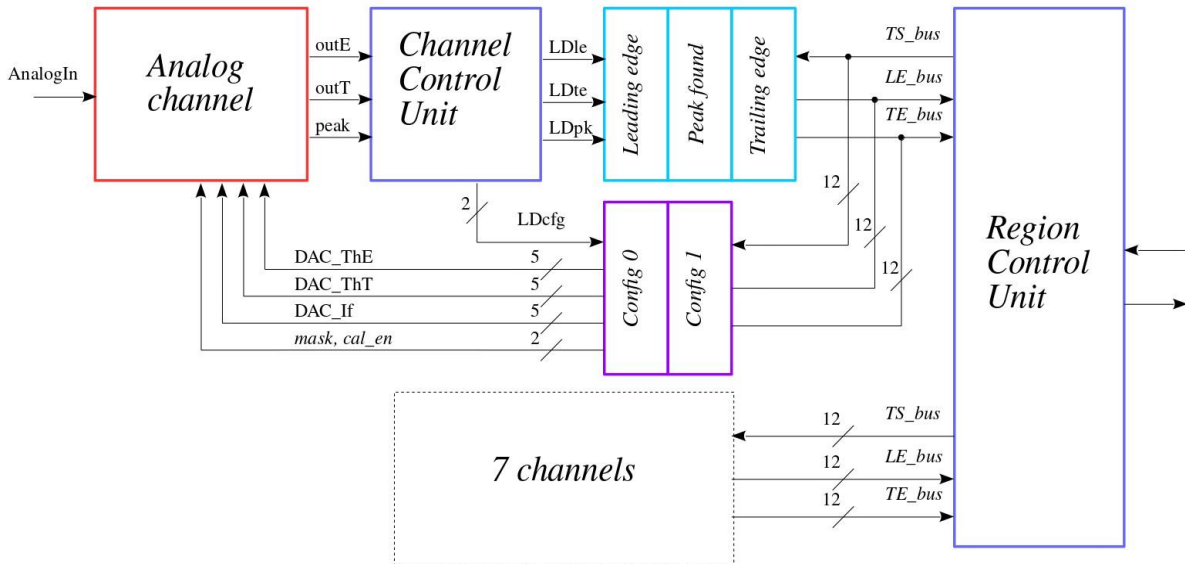 AnalogIn
Analog
channel
outE
outT
peak
Channel
Control
Unit
LDle
LDte
LDpk
Leading edge
Peak found
Trailing edge
TS_bus
LE_bus
TE_bus
12
12
12
2
LDcfg
Config 0
Config 1
DAC_ThE
5
DAC_ThT
5
DAC_If
5
mask, cal_en
2
Region
Control
Unit
7 channels
12
TS_bus
12
LE_bus
12
TE_bus